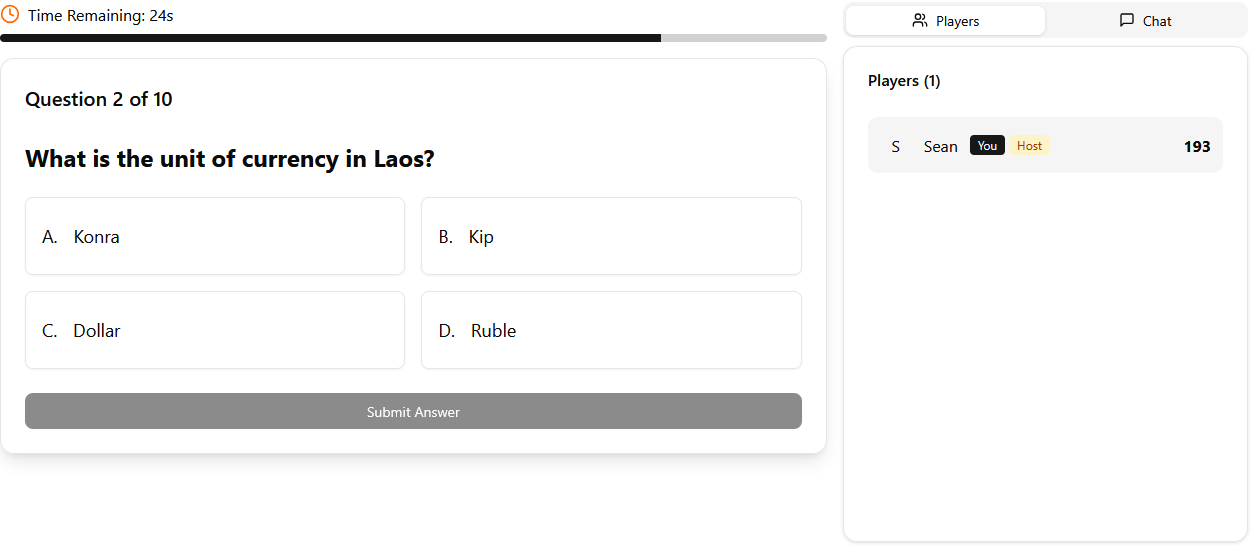 Time Remaining: 24s
Question 2 of 10
What is the unit of currency in Laos?
A. Konra
B. Kip
C. Dollar
D. Ruble
Submit Answer
Players
Chat
Players (1)
S Sean You Host 193